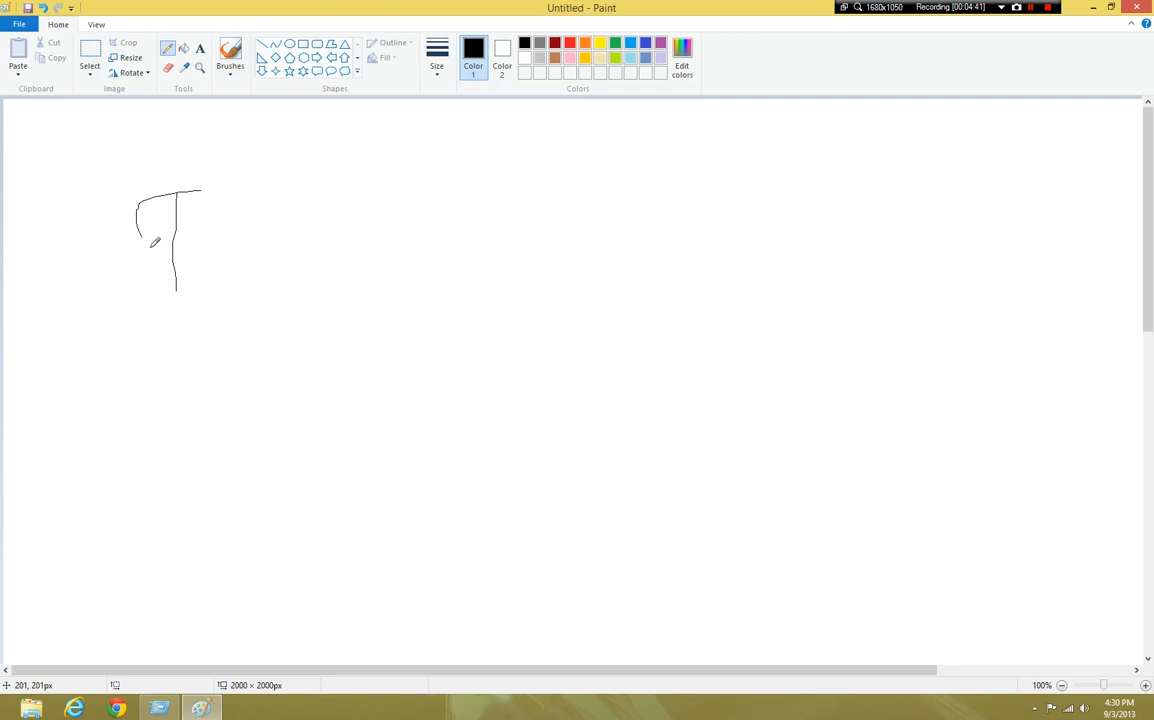 Untitled - Paint
1680x1050
Recording [00:04:41]
File
Home
View
Paste
Cut
Copy
Clipboard
Select
Crop
Resize
Rotate
Image
A
Tools
Brushes
Shapes
Outline
Fill
Size
Color 1
Color 2
Colors
Edit colors
201, 201px
2000 × 2000px
100%
4:30 PM
9/3/2013